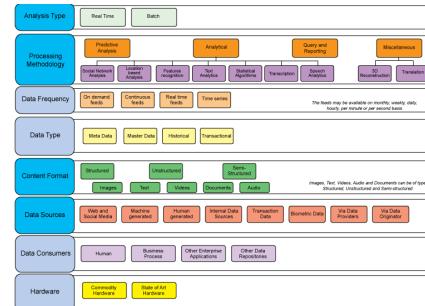 Analysis Type
Real Time
Batch
Processing
Methodology
Predictive
Analysis
Analytical
Query and
Reporting
Miscellaneous
Social Network
Analysis
Location
based
Analysis
Features
recognition
Text
Analytics
Statistical
Algorithms
Transcription
Speech
Analytics
3D
Reconstruction
Translation
Data Frequency
On demand
feeds
Continuous
feeds
Real time
feeds
Time series
The feeds may be available on monthly, weekly, daily,
hourly, per minute or per second basis
Data Type
Meta Data
Master Data
Historical
Transactional
Content Format
Structured
Unstructured
Semi-
Structured
Images
Text
Videos
Documents
Audio
Images, Text, Videos, Audio and Documents can be of type
Structured, Unstructured and Semi-structured
Data Sources
Web and
Social Media
Machine
generated
Human
generated
Internal Data
Sources
Transaction
Data
Biometric Data
Via Data
Providers
Via Data
Originator
Data Consumers
Human
Business
Process
Other Enterprise
Applications
Other Data
Repositories
Hardware
Commodity
Hardware
State of Art
Hardware